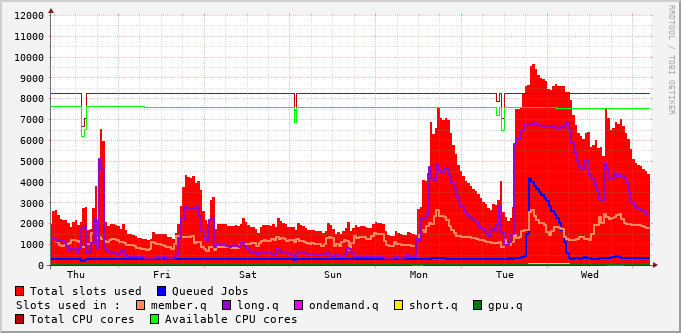 12000
11000
10000
9000
8000
7000
6000
5000
4000
3000
2000
1000
0
Thu Fri Sat Sun Mon Tue Wed
RRDTOOL / TOBI OETIKER
Total slots used Queued Jobs
Slots used in : member.q long.q ondemand.q short.q gpu.q
Total CPU cores Available CPU cores